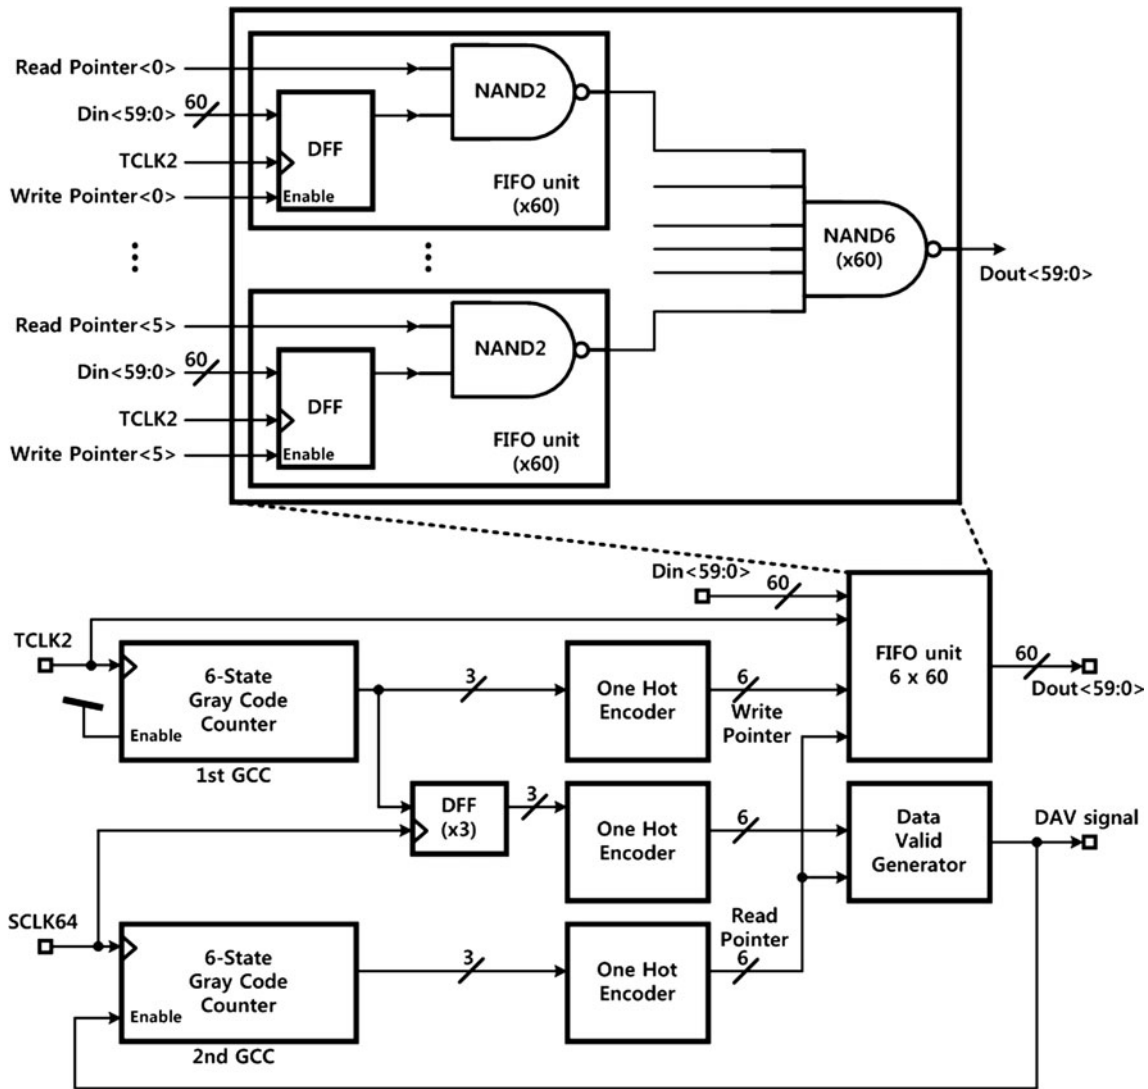 Read Pointer<0>
Din<59:0>
60
TCLK2
Write Pointer<0>
DFF
Enable
NAND2
FIFO unit
(x60)
NAND6
(x60)
Dout<59:0>
Read Pointer<5>
Din<59:0>
60
TCLK2
Write Pointer<5>
DFF
Enable
NAND2
FIFO unit
(x60)
Din<59:0>
60
TCLK2
6-State
Gray Code
Counter
Enable
1st GCC
3
One Hot
Encoder
6
Write
Pointer
FIFO unit
6 x 60
60
Dout<59:0>
DFF
(x3)
3
One Hot
Encoder
6
Data
Valid
Generator
DAV signal
SCLK64
6-State
Gray Code
Counter
Enable
2nd GCC
3
One Hot
Encoder
Read
Pointer
6